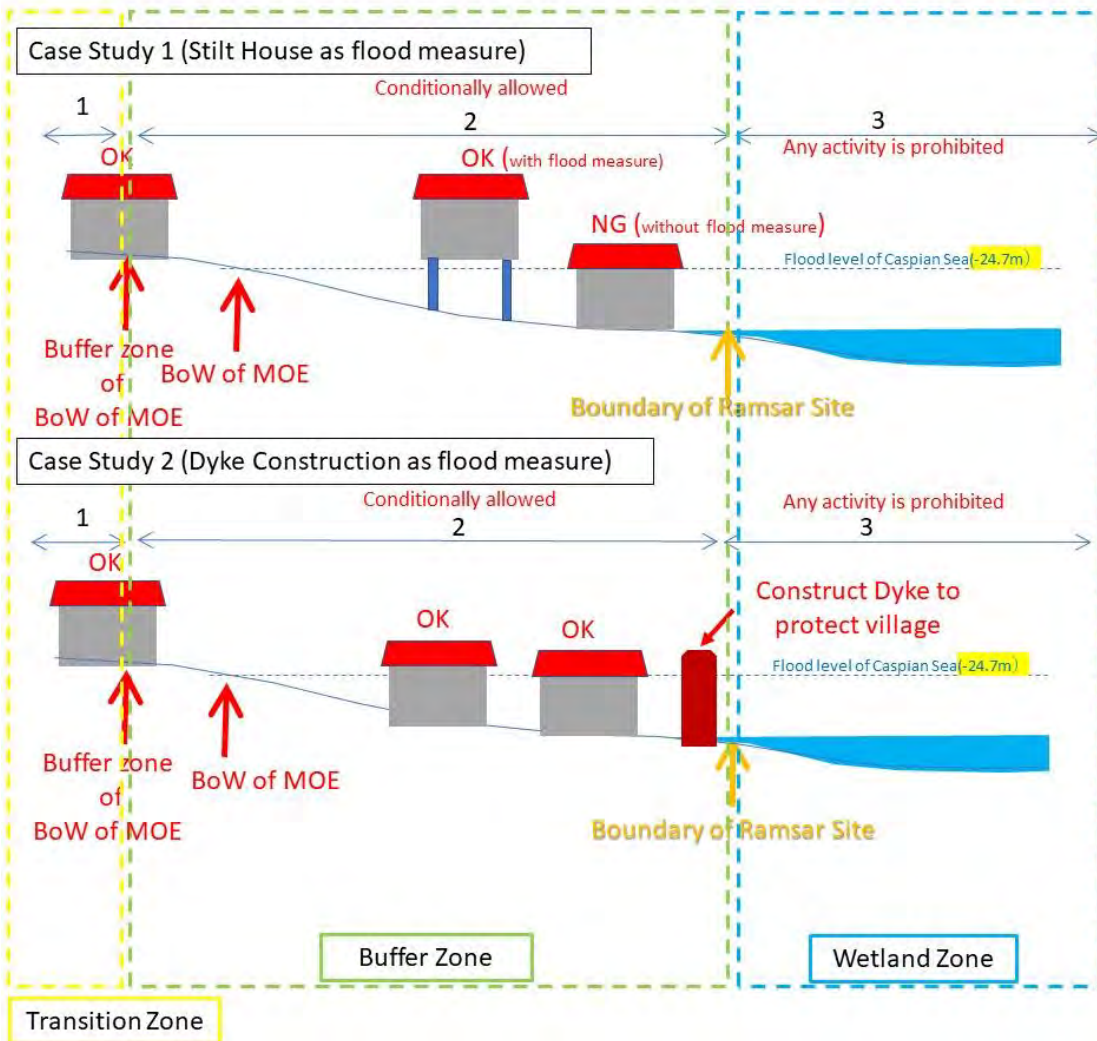 Case Study 1 (Stilt House as flood measure)
Conditionally allowed
1
2
3
Any activity is prohibited
OK
OK (with flood measure)
NG (without flood measure)
Flood level of Caspian Sea(-24.7m)
Buffer zone
of
BoW of MOE
BoW of MOE
Boundary of Ramsar Site
Case Study 2 (Dyke Construction as flood measure)
Conditionally allowed
Any activity is prohibited
1
2
3
OK
OK
OK
Construct Dyke to
protect village
Flood level of Caspian Sea(-24.7m)
Buffer zone
of
BoW of MOE
BoW of MOE
Boundary of Ramsar Site
Buffer Zone
Wetland Zone
Transition Zone